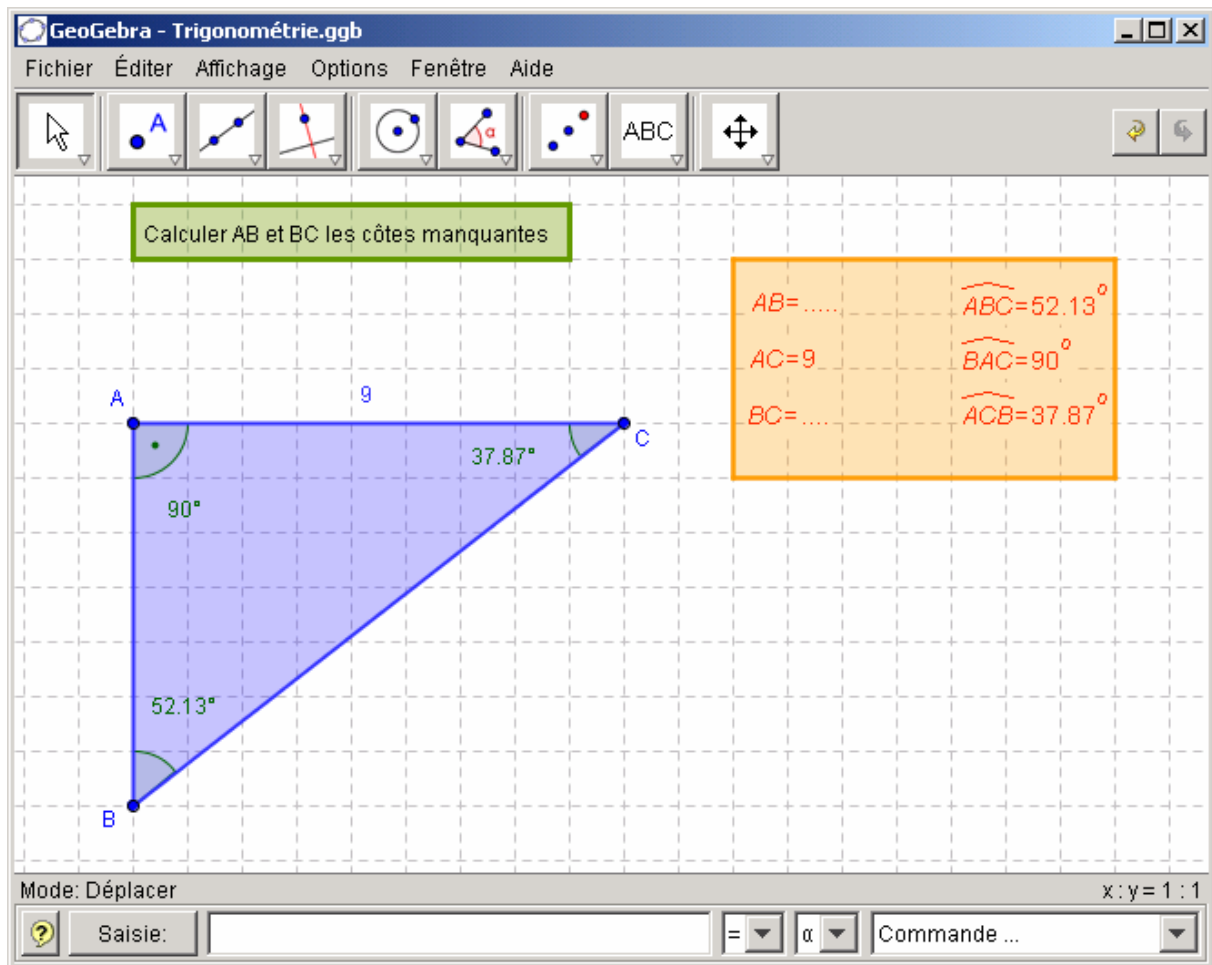 GeoGebra - Trigonométrie.ggb
Fichier Éditer Affichage Options Fenêtre Aide
A α ABC
Calculer AB et BC les côtes manquantes
AB=..... ABC=52.13°
AC=9 BAC=90°
BC=.... ACB=37.87°
A 9 C
37.87°
90°
52.13°
B
Mode: Déplacer x : y = 1 : 1
? Saisie: = α Commande ...